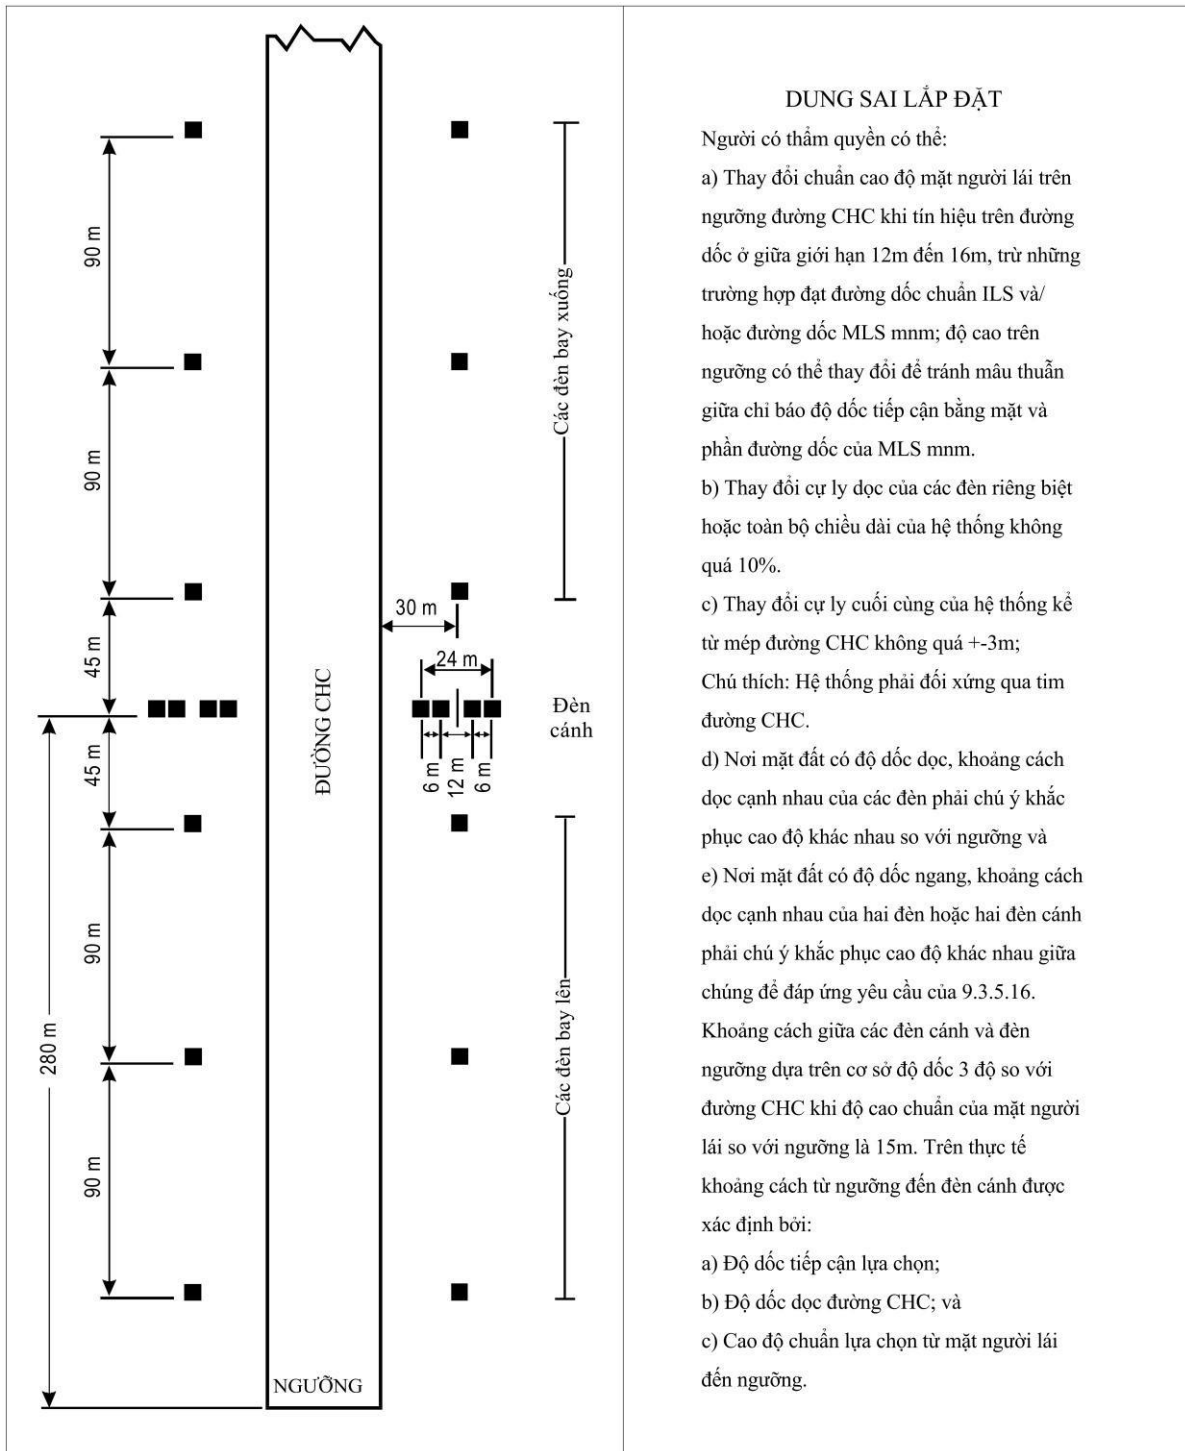 90 m
90 m
45 m
45 m
90 m
90 m
280 m
ĐƯỜNG CHC
NGƯỠNG
30 m
24 m
6 m
12 m
6 m
Các đèn bay xuống
Đèn
cánh
Các đèn bay lên
DUNG SAI LẮP ĐẶT
Người có thẩm quyền có thể:
a) Thay đổi chuẩn cao độ mặt người lái trên
ngưỡng đường CHC khi tín hiệu trên đường
dốc ở giữa giới hạn 12m đến 16m, trừ những
trường hợp đạt đường dốc chuẩn ILS và/
hoặc đường dốc MLS mnm; độ cao trên
ngưỡng có thể thay đổi để tránh mâu thuẫn
giữa chỉ báo độ dốc tiếp cận bằng mặt và
phần đường dốc của MLS mnm.
b) Thay đổi cự ly dọc của các đèn riêng biệt
hoặc toàn bộ chiều dài của hệ thống không
quá 10%.
c) Thay đổi cự ly cuối cùng của hệ thống kể
từ mép đường CHC không quá +-3m;
Chú thích: Hệ thống phải đối xứng qua tim
đường CHC.
d) Nơi mặt đất có độ dốc dọc, khoảng cách
dọc cạnh nhau của các đèn phải chú ý khắc
phục cao độ khác nhau so với ngưỡng và
e) Nơi mặt đất có độ dốc ngang, khoảng cách
dọc cạnh nhau của hai đèn hoặc hai đèn cánh
phải chú ý khắc phục cao độ khác nhau giữa
chúng để đáp ứng yêu cầu của 9.3.5.16.
Khoảng cách giữa các đèn cánh và đèn
ngưỡng dựa trên cơ sở độ dốc 3 độ so với
đường CHC khi độ cao chuẩn của mặt người
lái so với ngưỡng là 15m. Trên thực tế
khoảng cách từ ngưỡng đến đèn cánh được
xác định bởi:
a) Độ dốc tiếp cận lựa chọn;
b) Độ dốc dọc đường CHC; và
c) Cao độ chuẩn lựa chọn từ mặt người lái
đến ngưỡng.